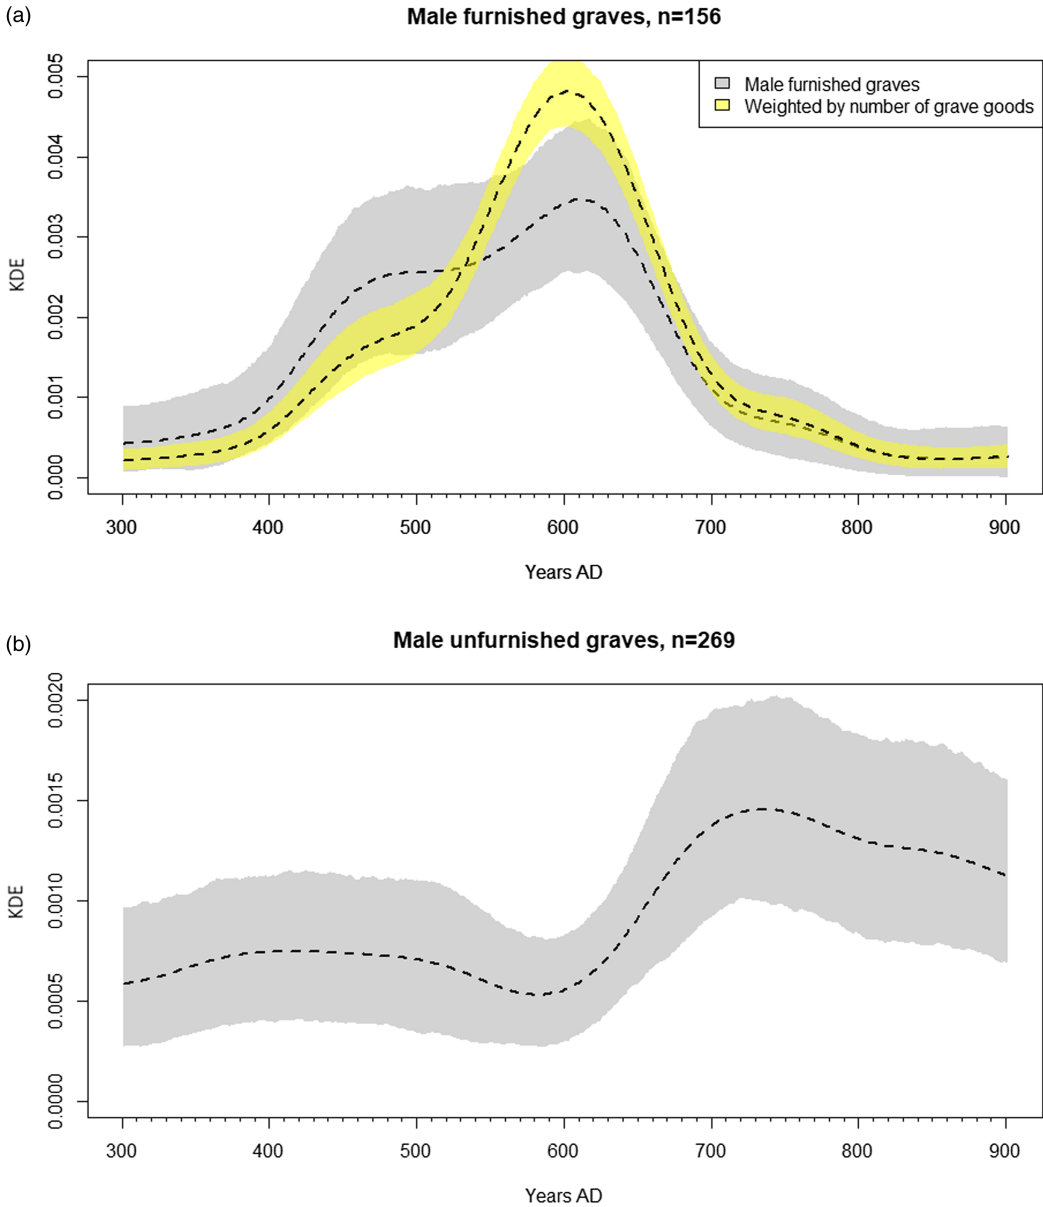 (a)
Male furnished graves, n=156
Male furnished graves
Weighted by number of grave goods
0.005
0.004
0.003
0.002
0.001
0.000
KDE
300 400 500 600 700 800 900
Years AD
(b)
Male unfurnished graves, n=269
0.0020
0.0015
0.0010
0.0005
0.0000
KDE
300 400 500 600 700 800 900
Years AD